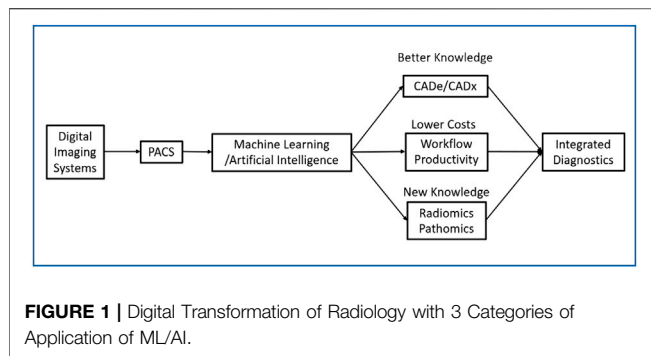 Better Knowledge
CADe/CADx
Digital
Imaging
Systems
PACS
Machine Learning
/Artificial Intelligence
Lower Costs
Workflow
Productivity
Integrated
Diagnostics
New Knowledge
Radiomics
Pathomics
FIGURE 1 | Digital Transformation of Radiology with 3 Categories of
Application of ML/AI.